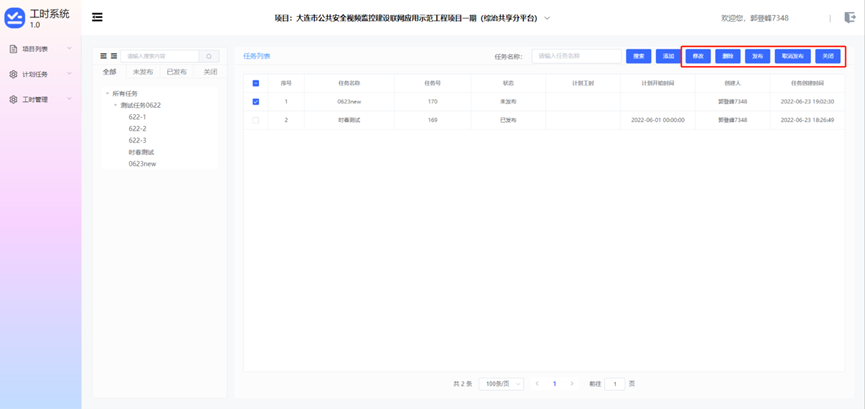 工时系统
1.0
项目列表
计划任务
工时管理
项目：大连市公共安全视频监控建设联网应用示范工程项目一期（综治共享分平台）
欢迎您，郭登峰7348
请输入搜索内容
全部 未发布 已发布 关闭
所有任务
测试任务0622
622-1
622-2
622-3
时春测试
0623new
任务列表
任务名称： 请输入任务名称 搜索 添加 修改 删除 发布 取消发布 关闭
序号 任务名称 任务号 状态 计划工时 计划开始时间 创建人 任务创建时间
1 0623new 170 未发布 郭登峰7348 2022-06-23 19:02:30
2 时春测试 169 已发布 2022-06-01 00:00:00 郭登峰7348 2022-06-23 18:26:49
共 2 条 100条/页 1 前往 1 页